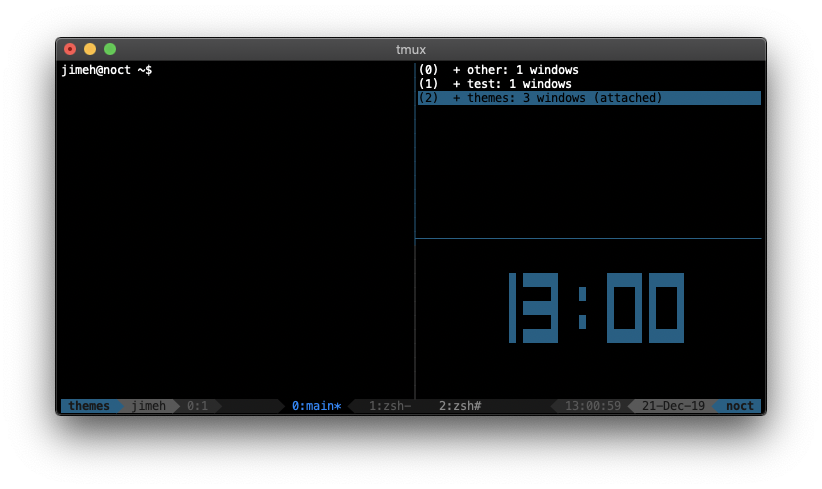 tmux
jimeh@noct ~$
(0)  + other: 1 windows
(1)  + test: 1 windows
(2)  + themes: 3 windows (attached)
13:00
themes jimeh 0:1 0:main* 1:zsh- 2:zsh# 13:00:59 21-Dec-19 noct